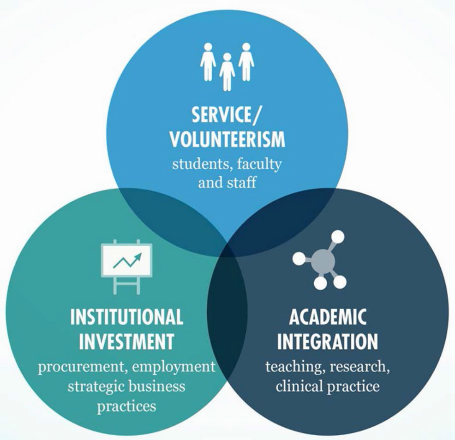 SERVICE/
VOLUNTEERISM
students, faculty
and staff
INSTITUTIONAL
INVESTMENT
procurement, employment
strategic business
practices
ACADEMIC
INTEGRATION
teaching, research,
clinical practice